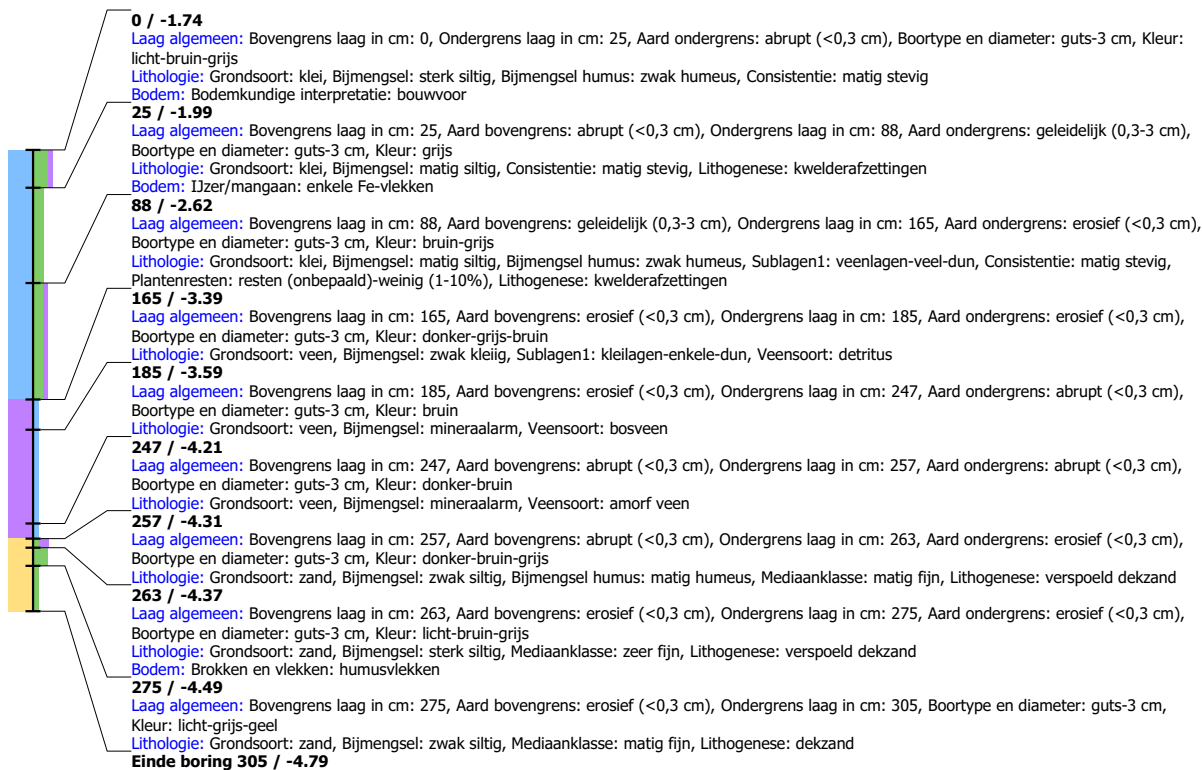 0 / -1.74
Laag algemeen: Bovengrens laag in cm: 0, Ondergrens laag in cm: 25, Aard ondergrens: abrupt (<0,3 cm), Boortype en diameter: guts-3 cm, Kleur:
licht-bruin-grijs
Lithologie: Grondsoort: klei, Bijmengsel: sterk siltig, Bijmengsel humus: zwak humeus, Consistentie: matig stevig
Bodem: Bodemkundige interpretatie: bouwvoor
25 / -1.99
Laag algemeen: Bovengrens laag in cm: 25, Aard bovengrens: abrupt (<0,3 cm), Ondergrens laag in cm: 88, Aard ondergrens: geleidelijk (0,3-3 cm),
Boortype en diameter: guts-3 cm, Kleur: grijs
Lithologie: Grondsoort: klei, Bijmengsel: matig siltig, Consistentie: matig stevig, Lithogenese: kwelderafzettingen
Bodem: IJzer/mangaan: enkele Fe-vlekken
88 / -2.62
Laag algemeen: Bovengrens laag in cm: 88, Aard bovengrens: geleidelijk (0,3-3 cm), Ondergrens laag in cm: 165, Aard ondergrens: erosief (<0,3 cm),
Boortype en diameter: guts-3 cm, Kleur: bruin-grijs
Lithologie: Grondsoort: klei, Bijmengsel: matig siltig, Bijmengsel humus: zwak humeus, Sublagen1: veenlagen-veel-dun, Consistentie: matig stevig,
Plantenresten: resten (onbepaald)-weinig (1-10%), Lithogenese: kwelderafzettingen
165 / -3.39
Laag algemeen: Bovengrens laag in cm: 165, Aard bovengrens: erosief (<0,3 cm), Ondergrens laag in cm: 185, Aard ondergrens: erosief (<0,3 cm),
Boortype en diameter: guts-3 cm, Kleur: donker-grijs-bruin
Lithologie: Grondsoort: veen, Bijmengsel: zwak kleiig, Sublagen1: kleilagen-enkele-dun, Veensoort: detritus
185 / -3.59
Laag algemeen: Bovengrens laag in cm: 185, Aard bovengrens: erosief (<0,3 cm), Ondergrens laag in cm: 247, Aard ondergrens: abrupt (<0,3 cm),
Boortype en diameter: guts-3 cm, Kleur: bruin
Lithologie: Grondsoort: veen, Bijmengsel: mineraalarm, Veensoort: bosveen
247 / -4.21
Laag algemeen: Bovengrens laag in cm: 247, Aard bovengrens: abrupt (<0,3 cm), Ondergrens laag in cm: 257, Aard ondergrens: abrupt (<0,3 cm),
Boortype en diameter: guts-3 cm, Kleur: donker-bruin
Lithologie: Grondsoort: veen, Bijmengsel: mineraalarm, Veensoort: amorf veen
257 / -4.31
Laag algemeen: Bovengrens laag in cm: 257, Aard bovengrens: abrupt (<0,3 cm), Ondergrens laag in cm: 263, Aard ondergrens: erosief (<0,3 cm),
Boortype en diameter: guts-3 cm, Kleur: donker-bruin-grijs
Lithologie: Grondsoort: zand, Bijmengsel: zwak siltig, Bijmengsel humus: matig humeus, Mediaanklasse: matig fijn, Lithogenese: verspoeld dekzand
263 / -4.37
Laag algemeen: Bovengrens laag in cm: 263, Aard bovengrens: erosief (<0,3 cm), Ondergrens laag in cm: 275, Aard ondergrens: erosief (<0,3 cm),
Boortype en diameter: guts-3 cm, Kleur: licht-bruin-grijs
Lithologie: Grondsoort: zand, Bijmengsel: sterk siltig, Mediaanklasse: zeer fijn, Lithogenese: verspoeld dekzand
Bodem: Brokken en vlekken: humusvlekken
275 / -4.49
Laag algemeen: Bovengrens laag in cm: 275, Aard bovengrens: erosief (<0,3 cm), Ondergrens laag in cm: 305, Boortype en diameter: guts-3 cm,
Kleur: licht-grijs-geel
Lithologie: Grondsoort: zand, Bijmengsel: zwak siltig, Mediaanklasse: matig fijn, Lithogenese: dekzand
Einde boring 305 / -4.79